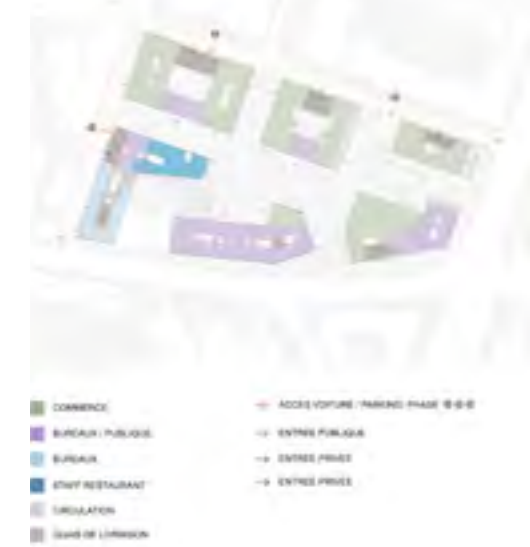 COMMERCE
BUREAUX / PUBLIQUE
BUREAUX
STAFF RESTAURANT
CIRCULATION
QUAIS DE LIVRAISON
ACCES VOITURE / PARKING PHASE
ENTREE PUBLIQUE
ENTREE PRIVEE
ENTREE PRIVEE